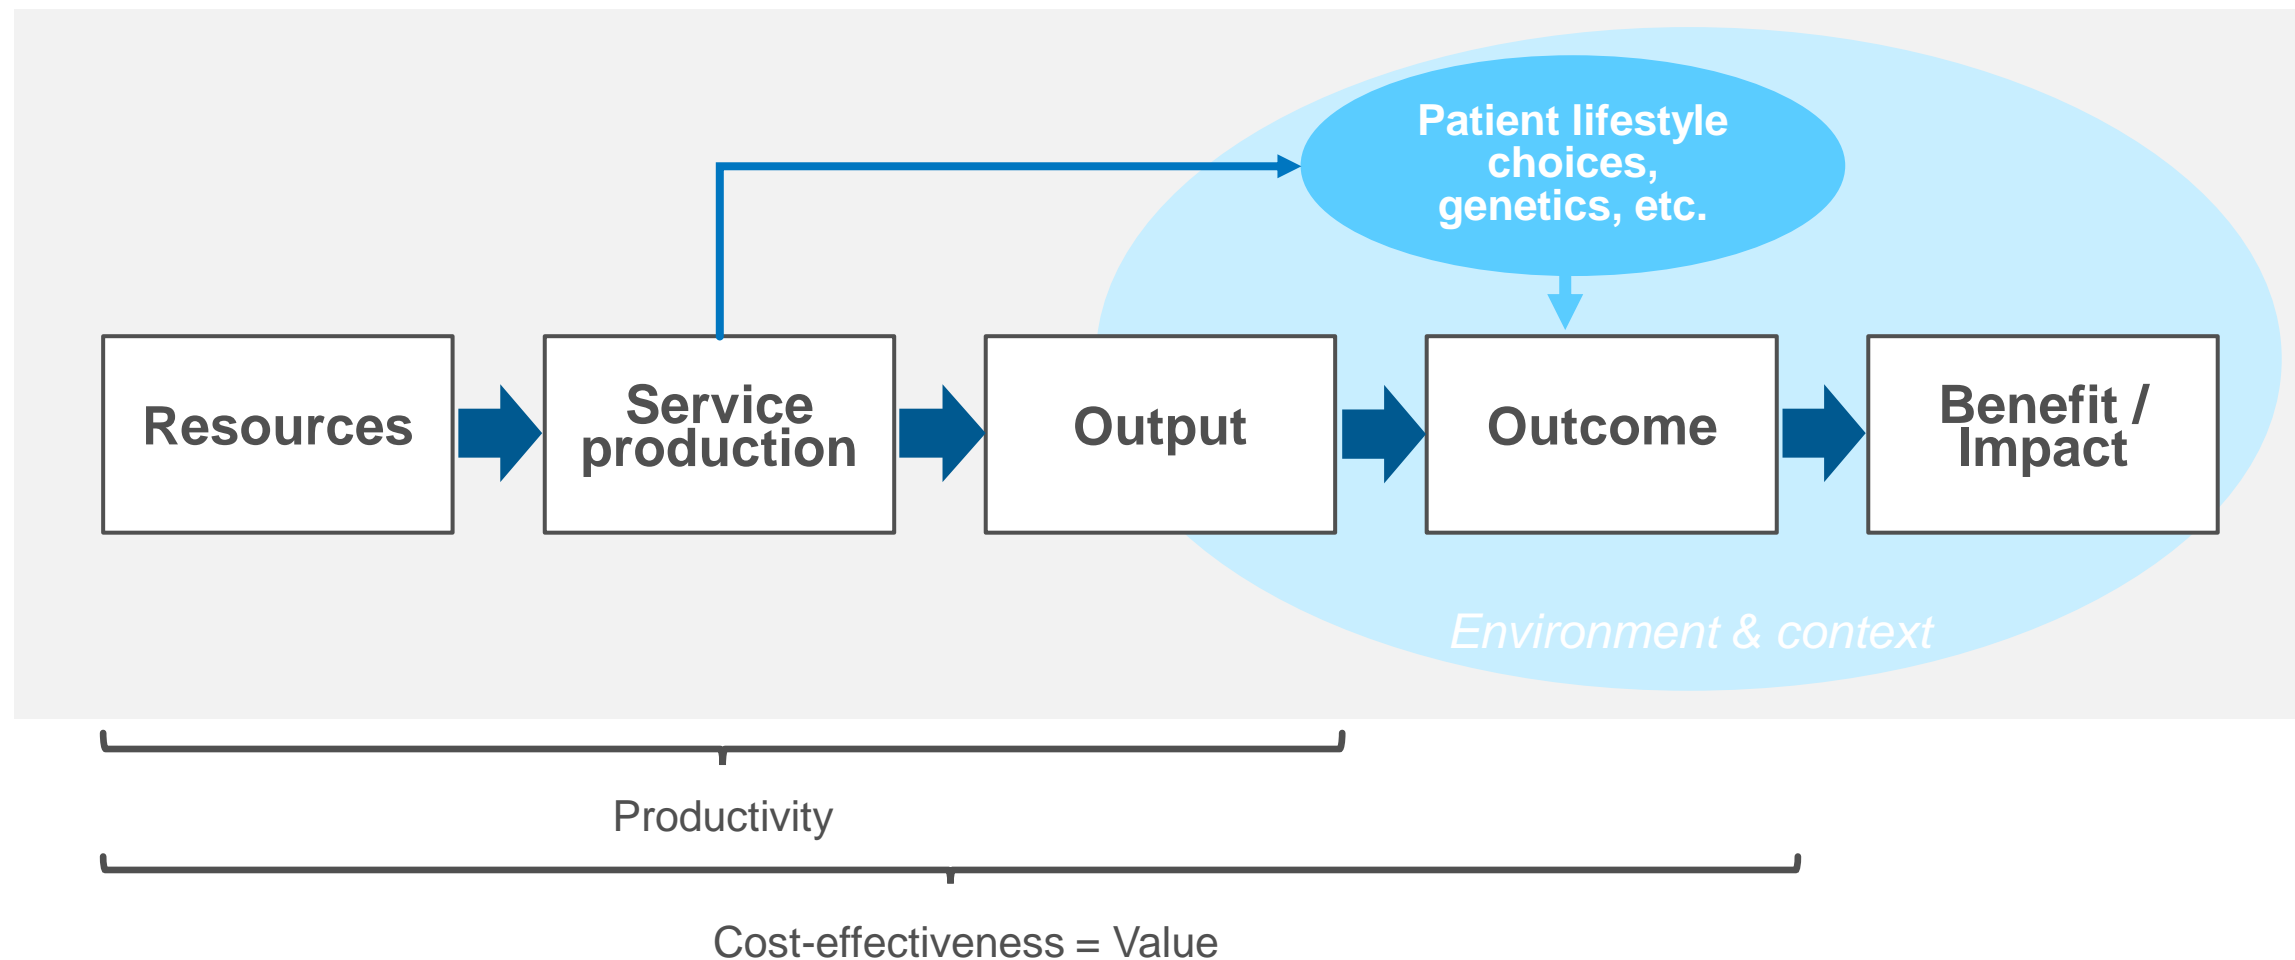 Patient lifestyle
choices,
genetics, etc.
Resources
Service
production
Output
Outcome
Benefit /
Impact
Environment & context
Productivity
Cost-effectiveness = Value